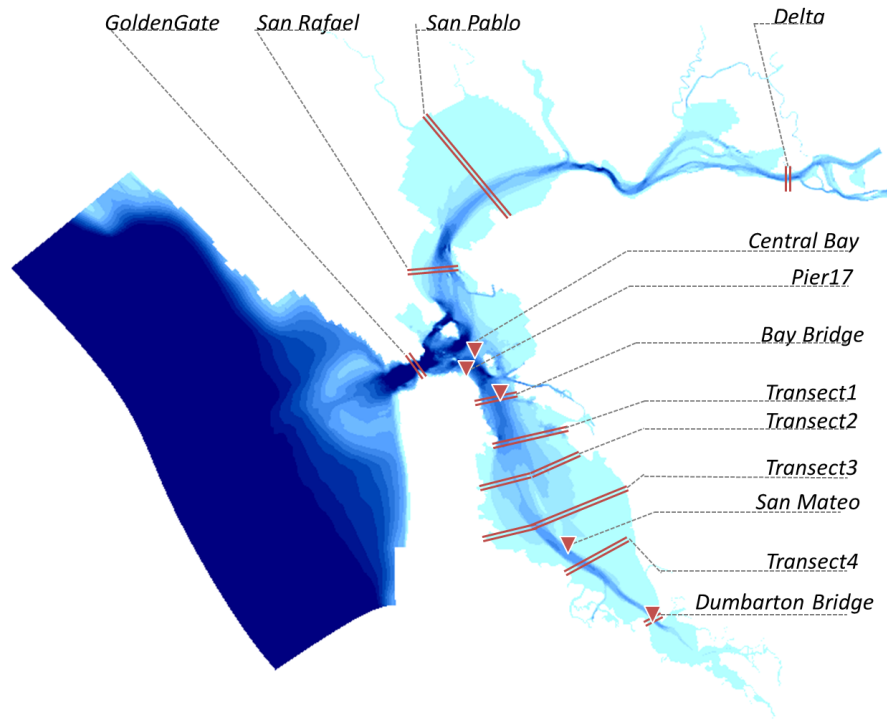 GoldenGate
San Rafael
San Pablo
Delta
Central Bay
Pier17
Bay Bridge
Transect1
Transect2
Transect3
San Mateo
Transect4
Dumbarton Bridge